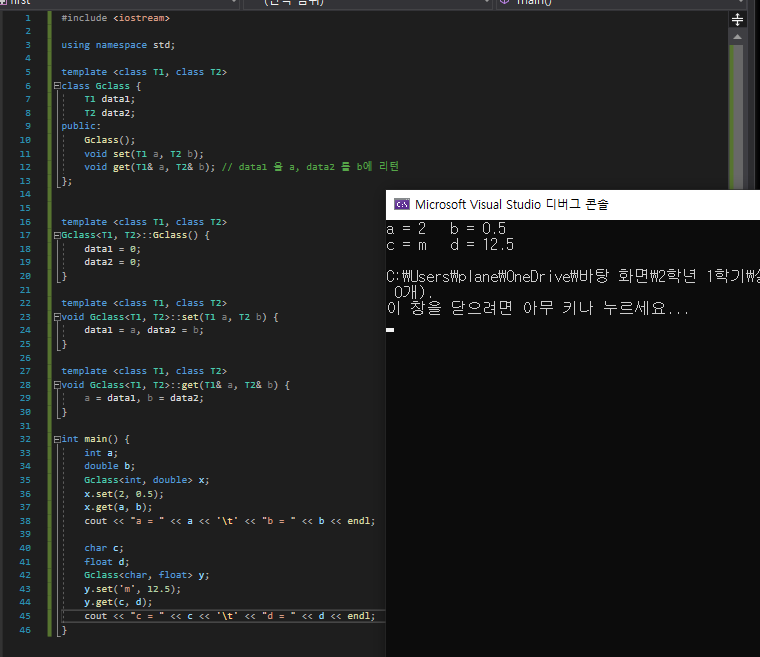 (전역 범위)
main()
1 #include <iostream>
2
3 using namespace std;
4
5 template <class T1, class T2>
6 class Gclass {
7 T1 data1;
8 T2 data2;
9 public:
10 Gclass();
11 void set(T1 a, T2 b);
12 void get(T1& a, T2& b); // data1 을 a, data2 를 b에 리턴
13 };
14
15
16 template <class T1, class T2>
17 Gclass<T1, T2>::Gclass() {
18 data1 = 0;
19 data2 = 0;
20 }
21
22 template <class T1, class T2>
23 void Gclass<T1, T2>::set(T1 a, T2 b) {
24 data1 = a, data2 = b;
25 }
26
27 template <class T1, class T2>
28 void Gclass<T1, T2>::get(T1& a, T2& b) {
29 a = data1, b = data2;
30 }
31
32 int main() {
33 int a;
34 double b;
35 Gclass<int, double> x;
36 x.set(2, 0.5);
37 x.get(a, b);
38 cout << "a = " << a << '\t' << "b = " << b << endl;
39
40 char c;
41 float d;
42 Gclass<char, float> y;
43 y.set('m', 12.5);
44 y.get(c, d);
45 cout << "c = " << c << '\t' << "d = " << d << endl;
46 }
Microsoft Visual Studio 디버그 콘솔
a = 2 b = 0.5
c = m d = 12.5
C:₩Users₩plane₩OneDrive₩바탕 화면₩2학년 1학기₩
0개).
이 창을 닫으려면 아무 키나 누르세요...